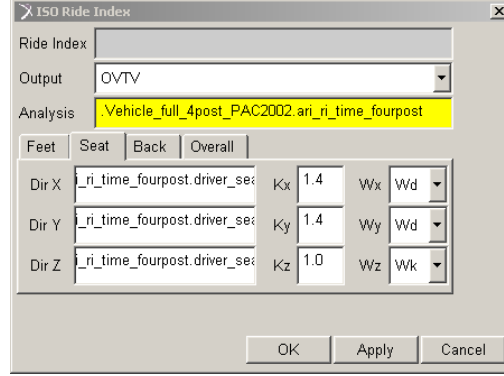 ISO Ride Index
Ride Index
Output OVTV
Analysis .Vehicle_full_4post_PAC2002.ari_ri_time_fourpost
Feet Seat Back Overall
Dir X i_ri_time_fourpost.driver_sea Kx 1.4 Wx Wd
Dir Y i_ri_time_fourpost.driver_sea Ky 1.4 Wy Wd
Dir Z i_ri_time_fourpost.driver_sea Kz 1.0 Wz Wk
OK Apply Cancel